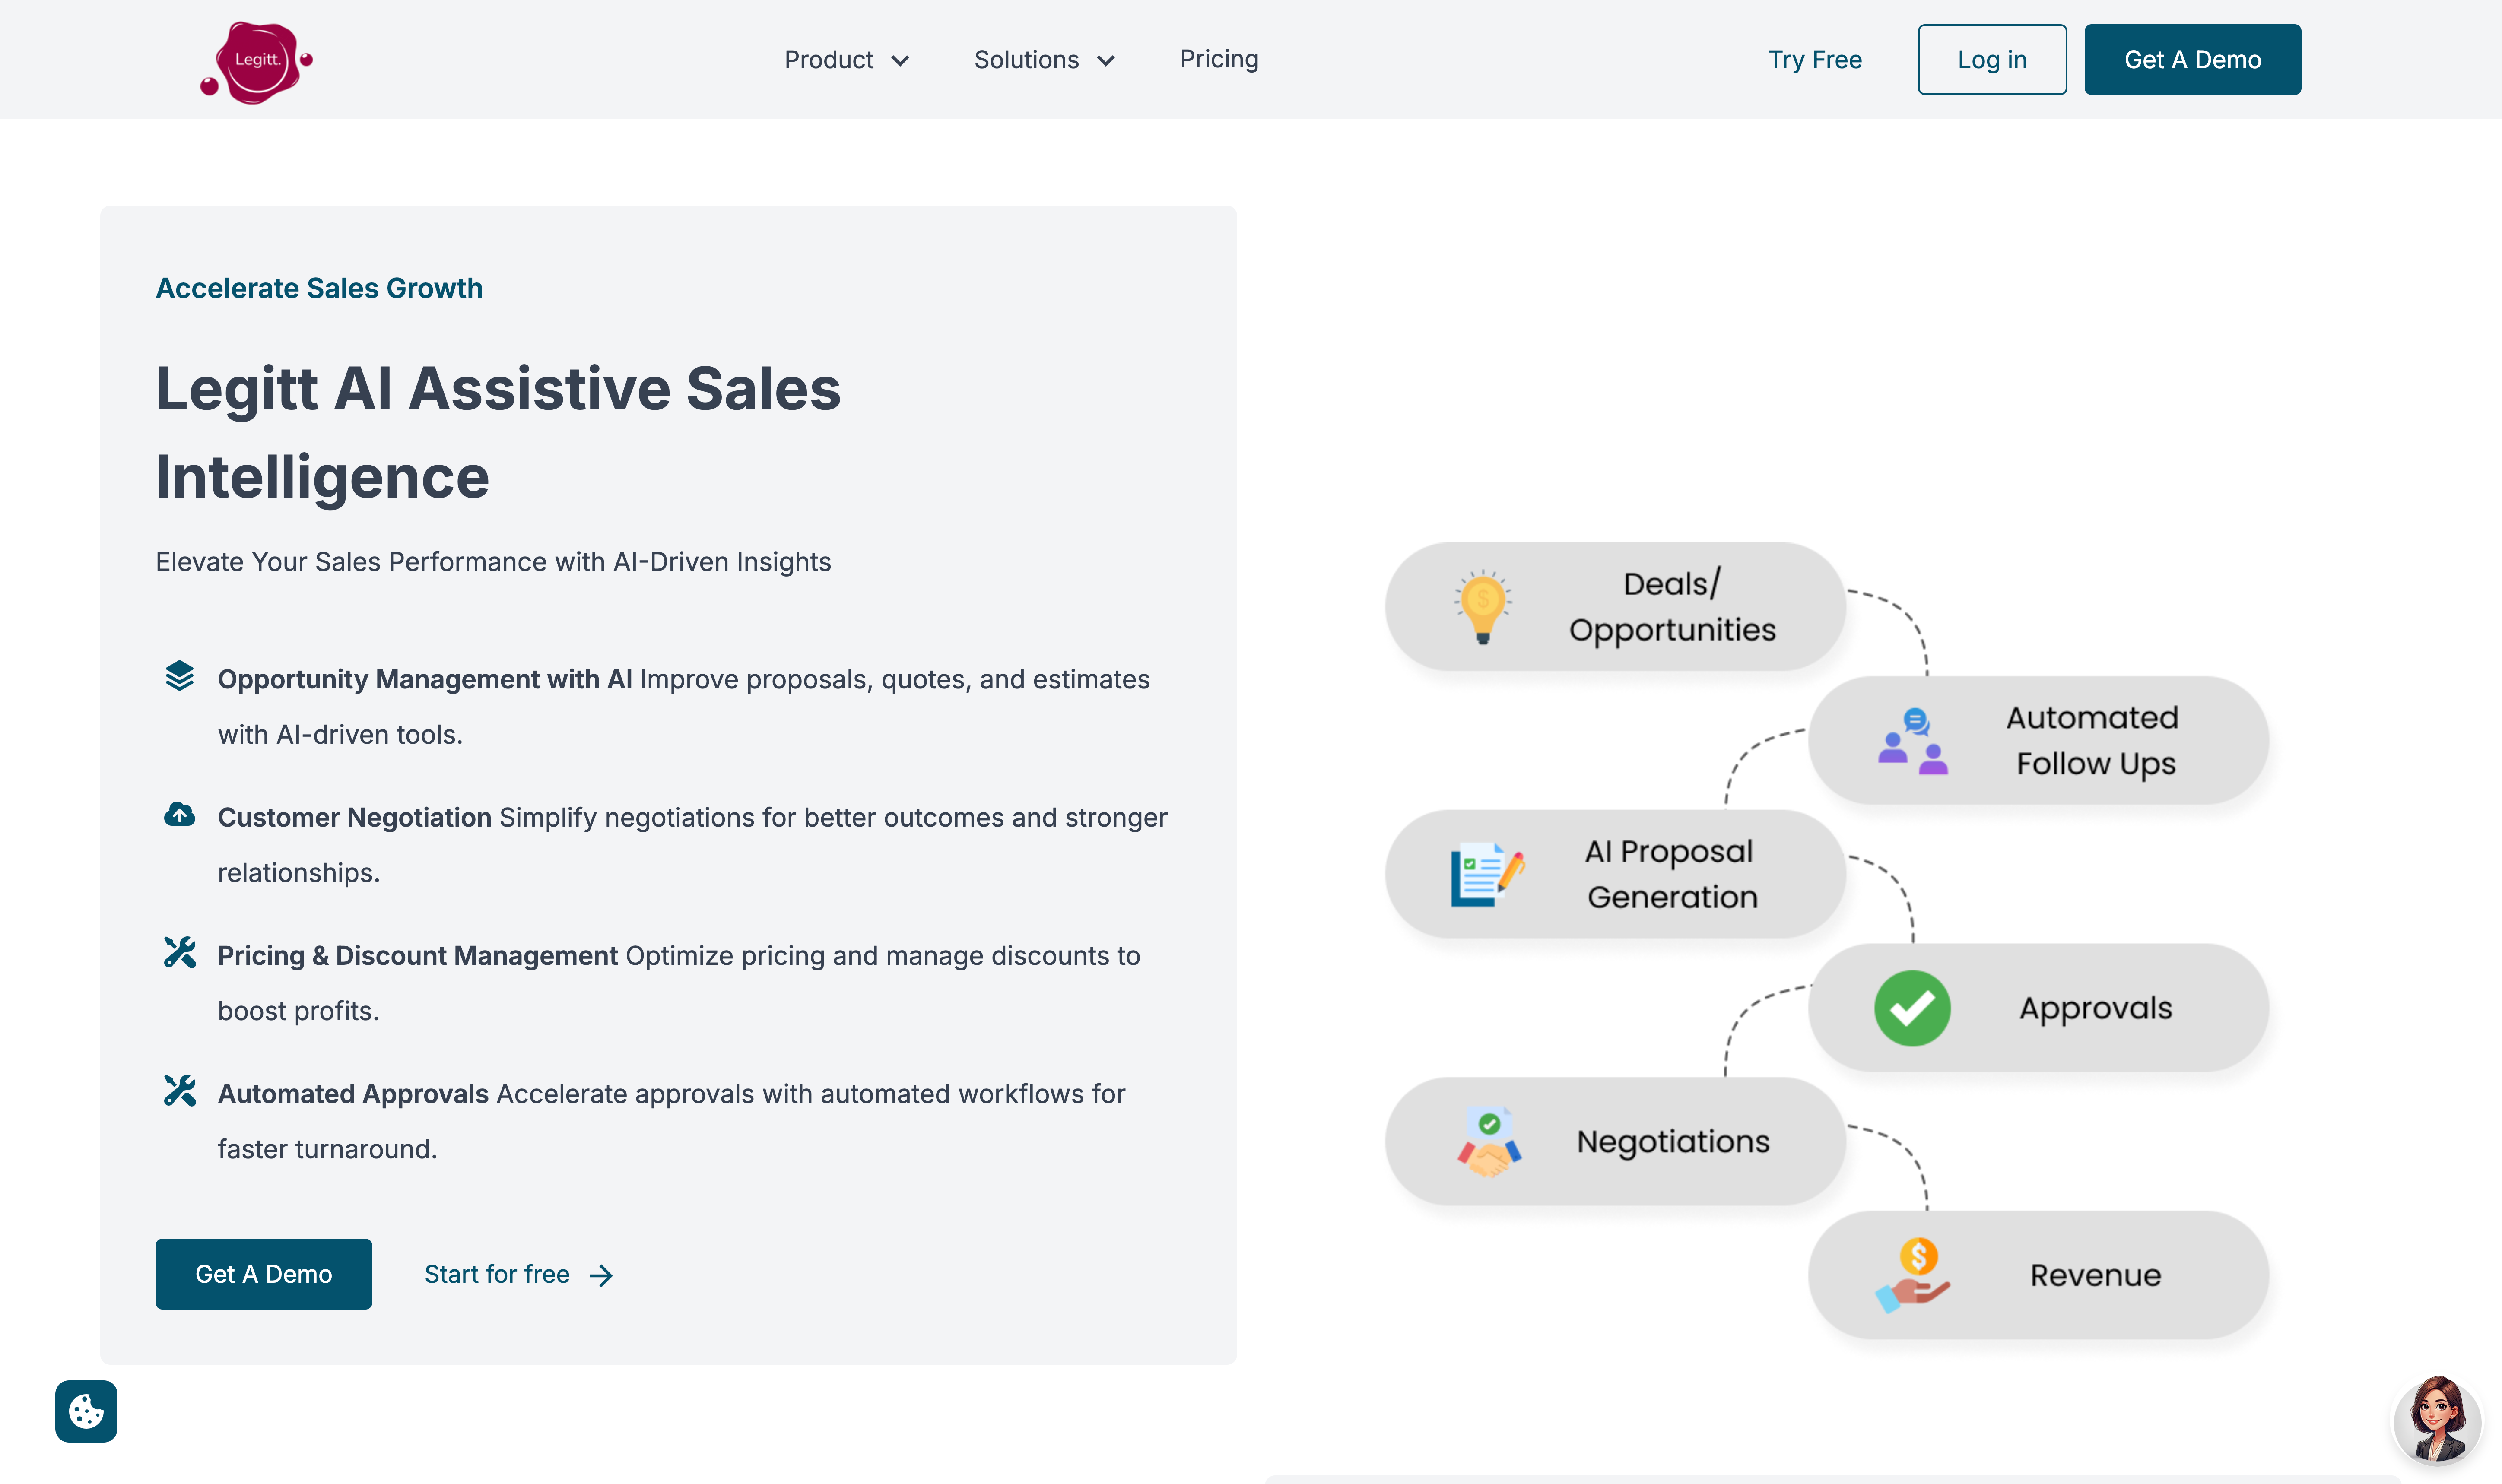 Legitt.
Product
Solutions
Pricing
Try Free
Log in
Get A Demo
Accelerate Sales Growth
Legitt AI Assistive Sales
Intelligence
Elevate Your Sales Performance with AI-Driven Insights
Opportunity Management with AI Improve proposals, quotes, and estimates
with AI-driven tools.
Customer Negotiation Simplify negotiations for better outcomes and stronger
relationships.
Pricing & Discount Management Optimize pricing and manage discounts to
boost profits.
Automated Approvals Accelerate approvals with automated workflows for
faster turnaround.
Get A Demo
Start for free
Deals/
Opportunities
Automated
Follow Ups
AI Proposal
Generation
Approvals
Negotiations
Revenue